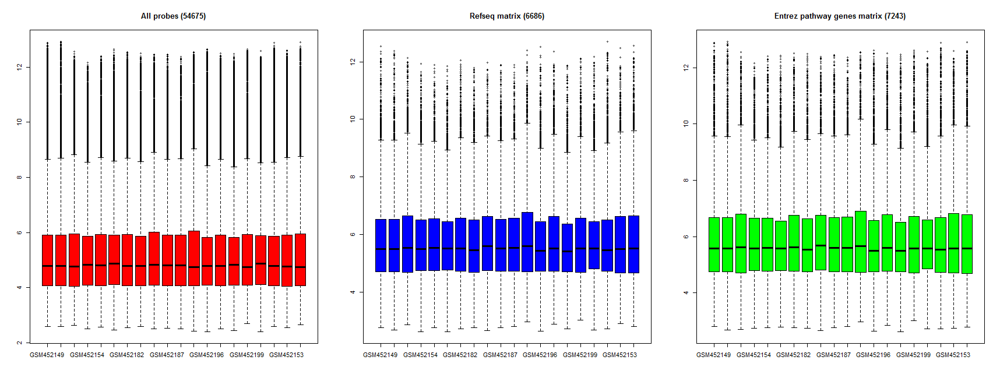 All probes (54675)
12
10
8
6
4
2
GSM452149 GSM452154 GSM452182 GSM452187 GSM452196 GSM452199 GSM452153
Refseq matrix (6686)
12
10
8
6
4
GSM452149 GSM452154 GSM452182 GSM452187 GSM452196 GSM452199 GSM452153
Entrez pathway genes matrix (7243)
12
10
8
6
4
GSM452149 GSM452154 GSM452182 GSM452187 GSM452196 GSM452199 GSM452153